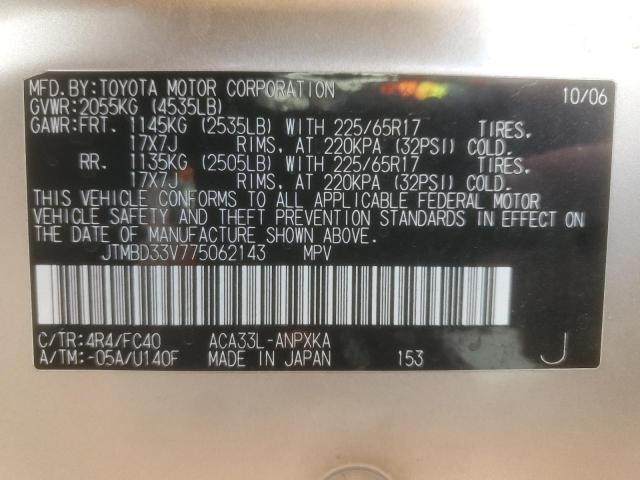 MFD.BY:TOYOTA MOTOR CORPORATION 10/06
GVWR:2055KG (4535LB)
GAWR:FRT. 1145KG (2535LB) WITH 225/65R17 TIRES,
17X7J RIMS, AT 220KPA (32PSI) COLD.
RR. 1135KG (2505LB) WITH 225/65R17 TIRES,
17X7J RIMS, AT 220KPA (32PSI) COLD.
THIS VEHICLE CONFORMS TO ALL APPLICABLE FEDERAL MOTOR
VEHICLE SAFETY AND THEFT PREVENTION STANDARDS IN EFFECT ON
THE DATE OF MANUFACTURE SHOWN ABOVE.
JTMBD33V775062143 MPV
C/TR:4R4/FC40 ACA33L-ANPXKA
A/TM:-05A/U140F MADE IN JAPAN 153 J